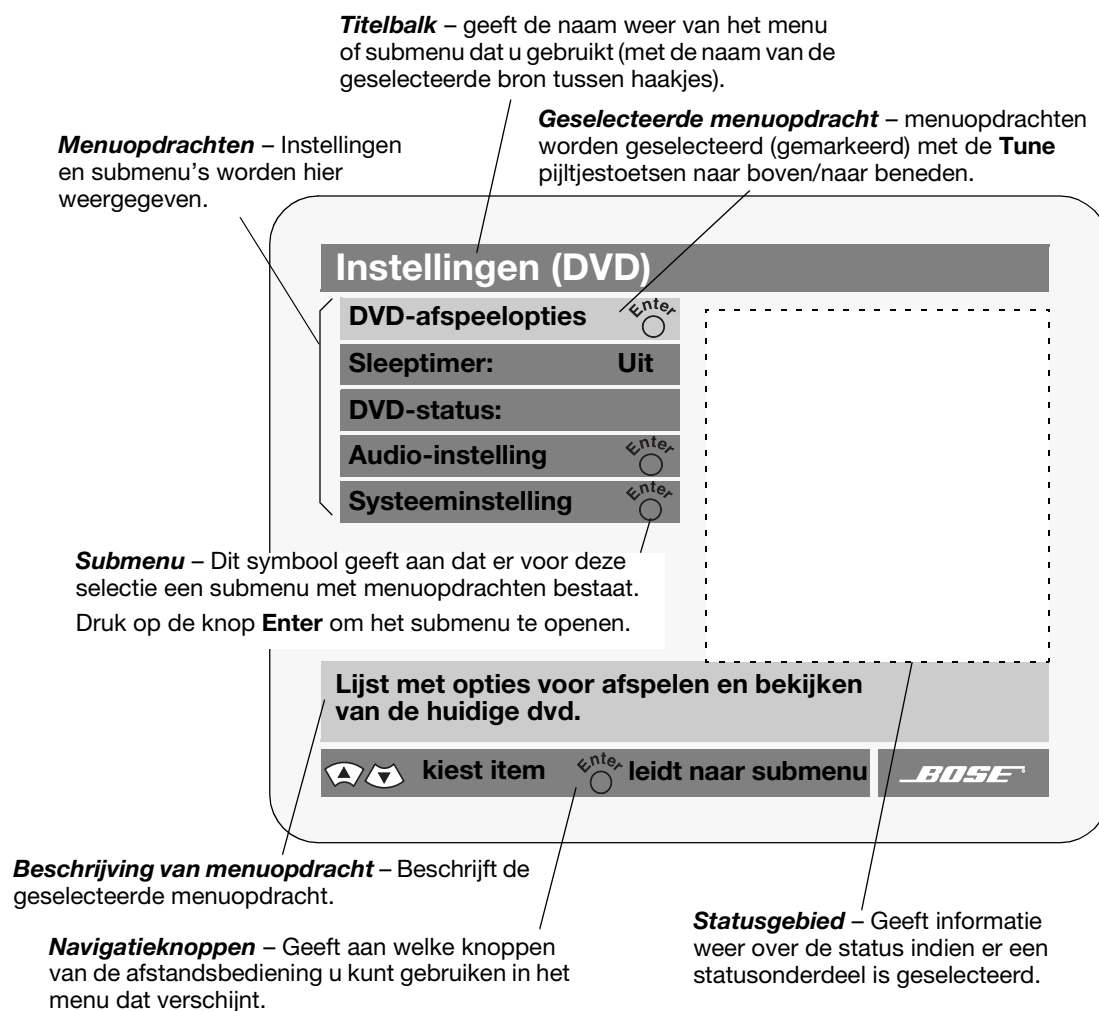 Titelbalk – geeft de naam weer van het menu
of submenu dat u gebruikt (met de naam van de
geselecteerde bron tussen haakjes).
Geselecteerde menuopdracht – menuopdrachten
worden geselecteerd (gemarkeerd) met de Tune
pijltjestoetsen naar boven/naar beneden.
Menuopdrachten – Instellingen
en submenu's worden hier
weergegeven.
Instellingen (DVD)
DVD-afspeelopties Enter
Sleeptimer: Uit
DVD-status:
Audio-instelling Enter
Systeeminstelling Enter
Submenu – Dit symbool geeft aan dat er voor deze
selectie een submenu met menuopdrachten bestaat.
Druk op de knop Enter om het submenu te openen.
Lijst met opties voor afspelen en bekijken
van de huidige dvd.
kiest item Enter leidt naar submenu BOSE
Beschrijving van menuopdracht – Beschrijft de
geselecteerde menuopdracht.
Navigatieknoppen – Geeft aan welke knoppen
van de afstandsbediening u kunt gebruiken in het
menu dat verschijnt.
Statusgebied – Geeft informatie
weer over de status indien er een
statusonderdeel is geselecteerd.